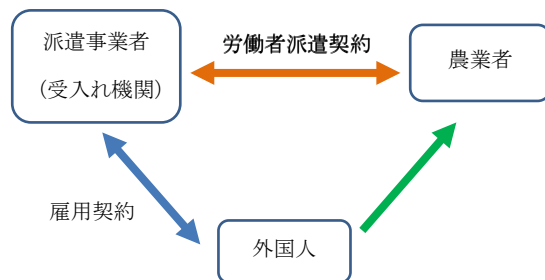 派遣事業者
（受入れ機関）
労働者派遣契約
農業者
雇用契約
外国人